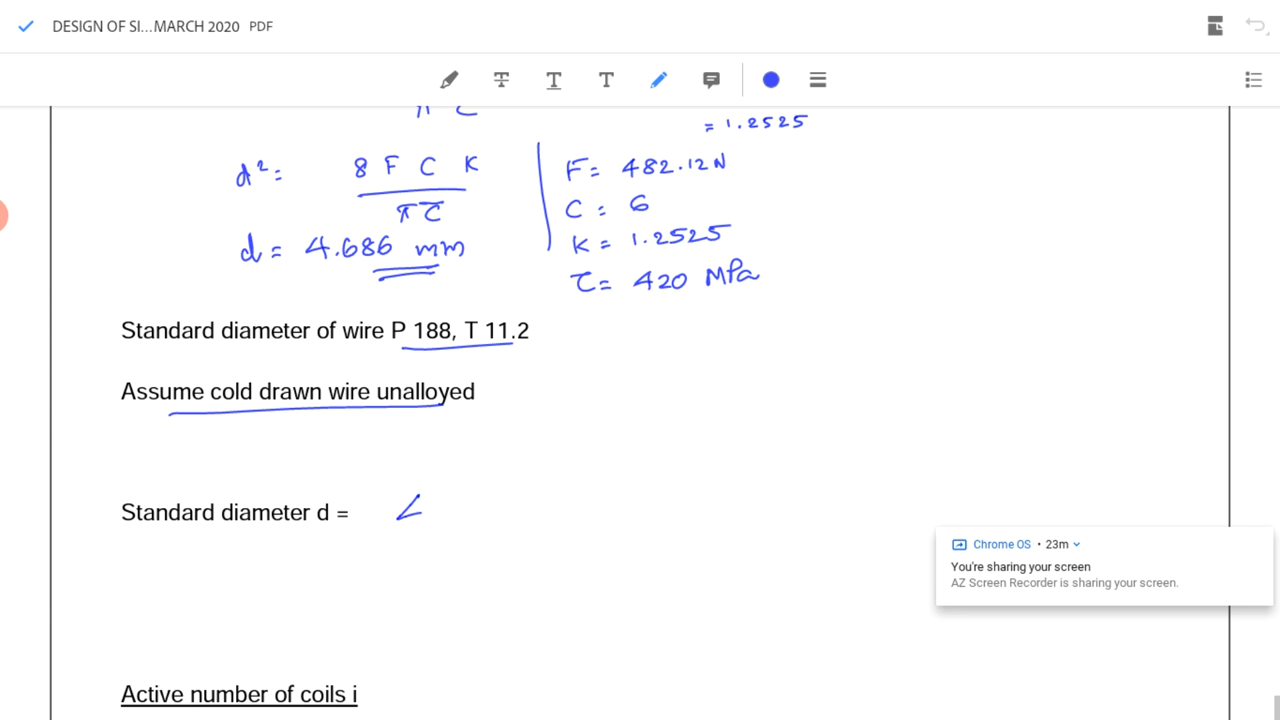 DESIGN OF SI...MARCH 2020 PDF
π τ
= 1.2525
d² = 8 F C K
π τ
d = 4.686 mm
F = 482.12 N
C = 6
K = 1.2525
τ = 420 MPa
Standard diameter of wire P 188, T 11.2
Assume cold drawn wire unalloyed
Standard diameter d =
Chrome OS • 23m
You're sharing your screen
AZ Screen Recorder is sharing your screen.
Active number of coils i